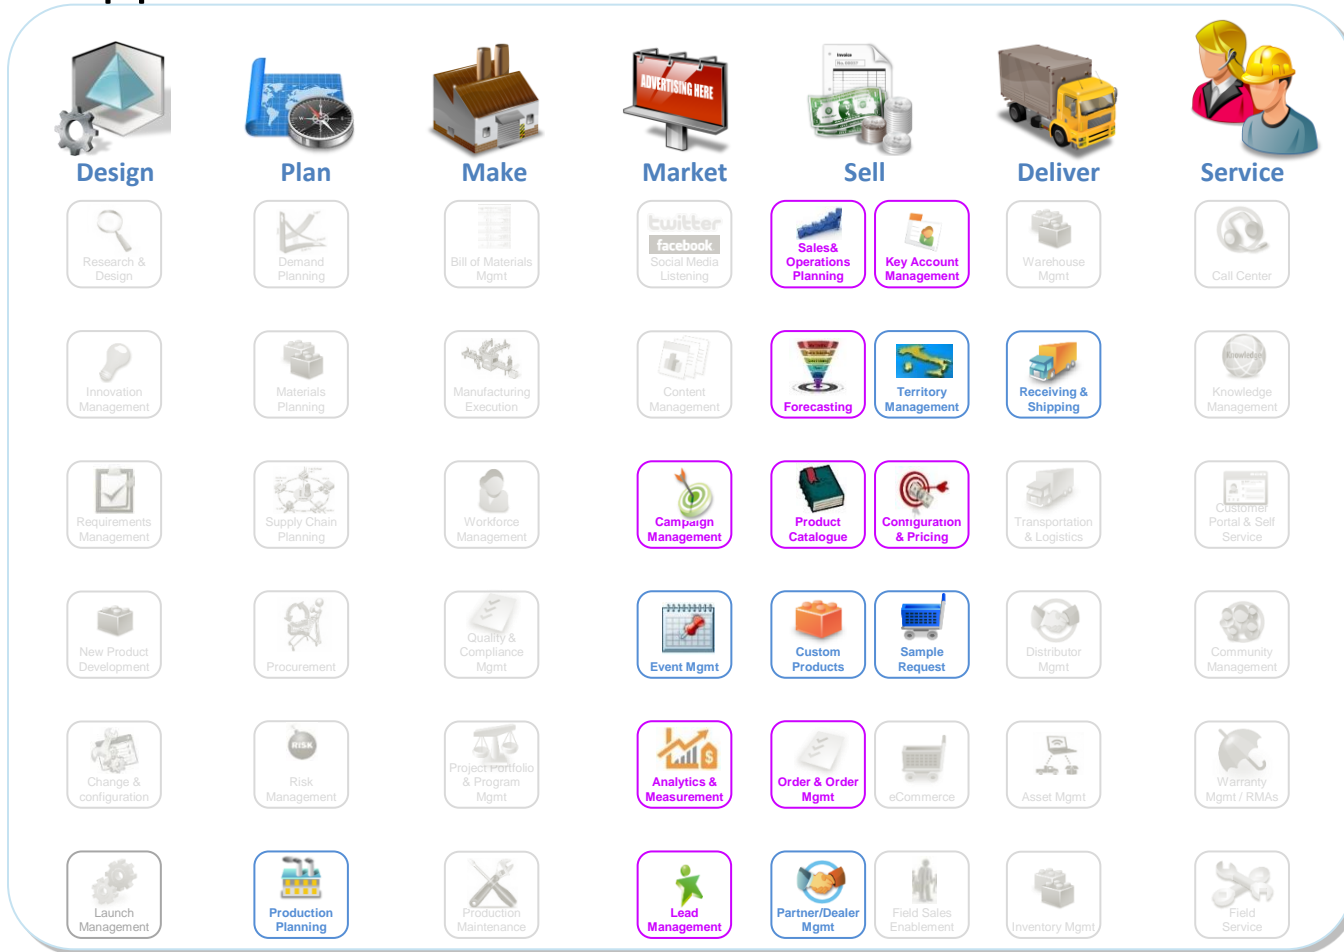 Invoice
No.
ADVERTISING HERE
Design
Plan
Make
Market
Sell
Deliver
Service
Research &
Design
Demand
Planning
Bill of Materials
Mgmt
twitter
facebook
Social Media
Listening
Sales&
Operations
Planning
Key Account
Management
Warehouse
Mgmt
Call Center
Innovation
Management
Materials
Planning
Manufacturing
Execution
Content
Management
Forecasting
Territory
Management
Receiving &
Shipping
Knowledge
Knowledge
Management
Requirements
Management
Supply Chain
Planning
Workforce
Management
Campaign
Management
Product
Catalogue
Configuration
& Pricing
Transportation
& Logistics
Customer
Portal & Self
Service
New Product
Development
Procurement
Quality &
Compliance
Mgmt
Event Mgmt
Custom
Products
Sample
Request
Distributor
Mgmt
Community
Management
Change &
configuration
RISK
Risk
Management
Project Portfolio
& Program
Mgmt
Analytics &
Measurement
Order & Order
Mgmt
eCommerce
Asset Mgmt
Warranty
Mgmt / RMAs
Launch
Management
Production
Planning
Production
Maintenance
Lead
Management
Partner/Dealer
Mgmt
Field Sales
Enablement
Inventory Mgmt
Field
Service